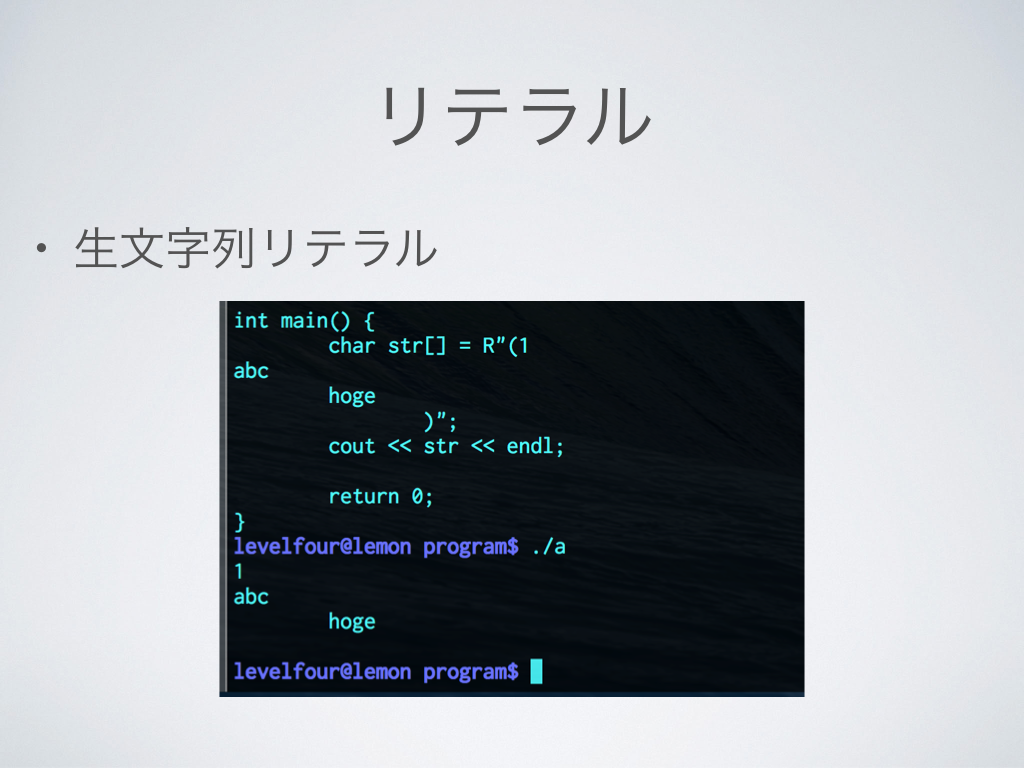 リテラル
・ 生文字列リテラル
int main() {
        char str[] = R"(1
abc
        hoge
                )";
        cout << str << endl;

        return 0;
}
levelfour@lemon program$ ./a
1
abc
        hoge

levelfour@lemon program$